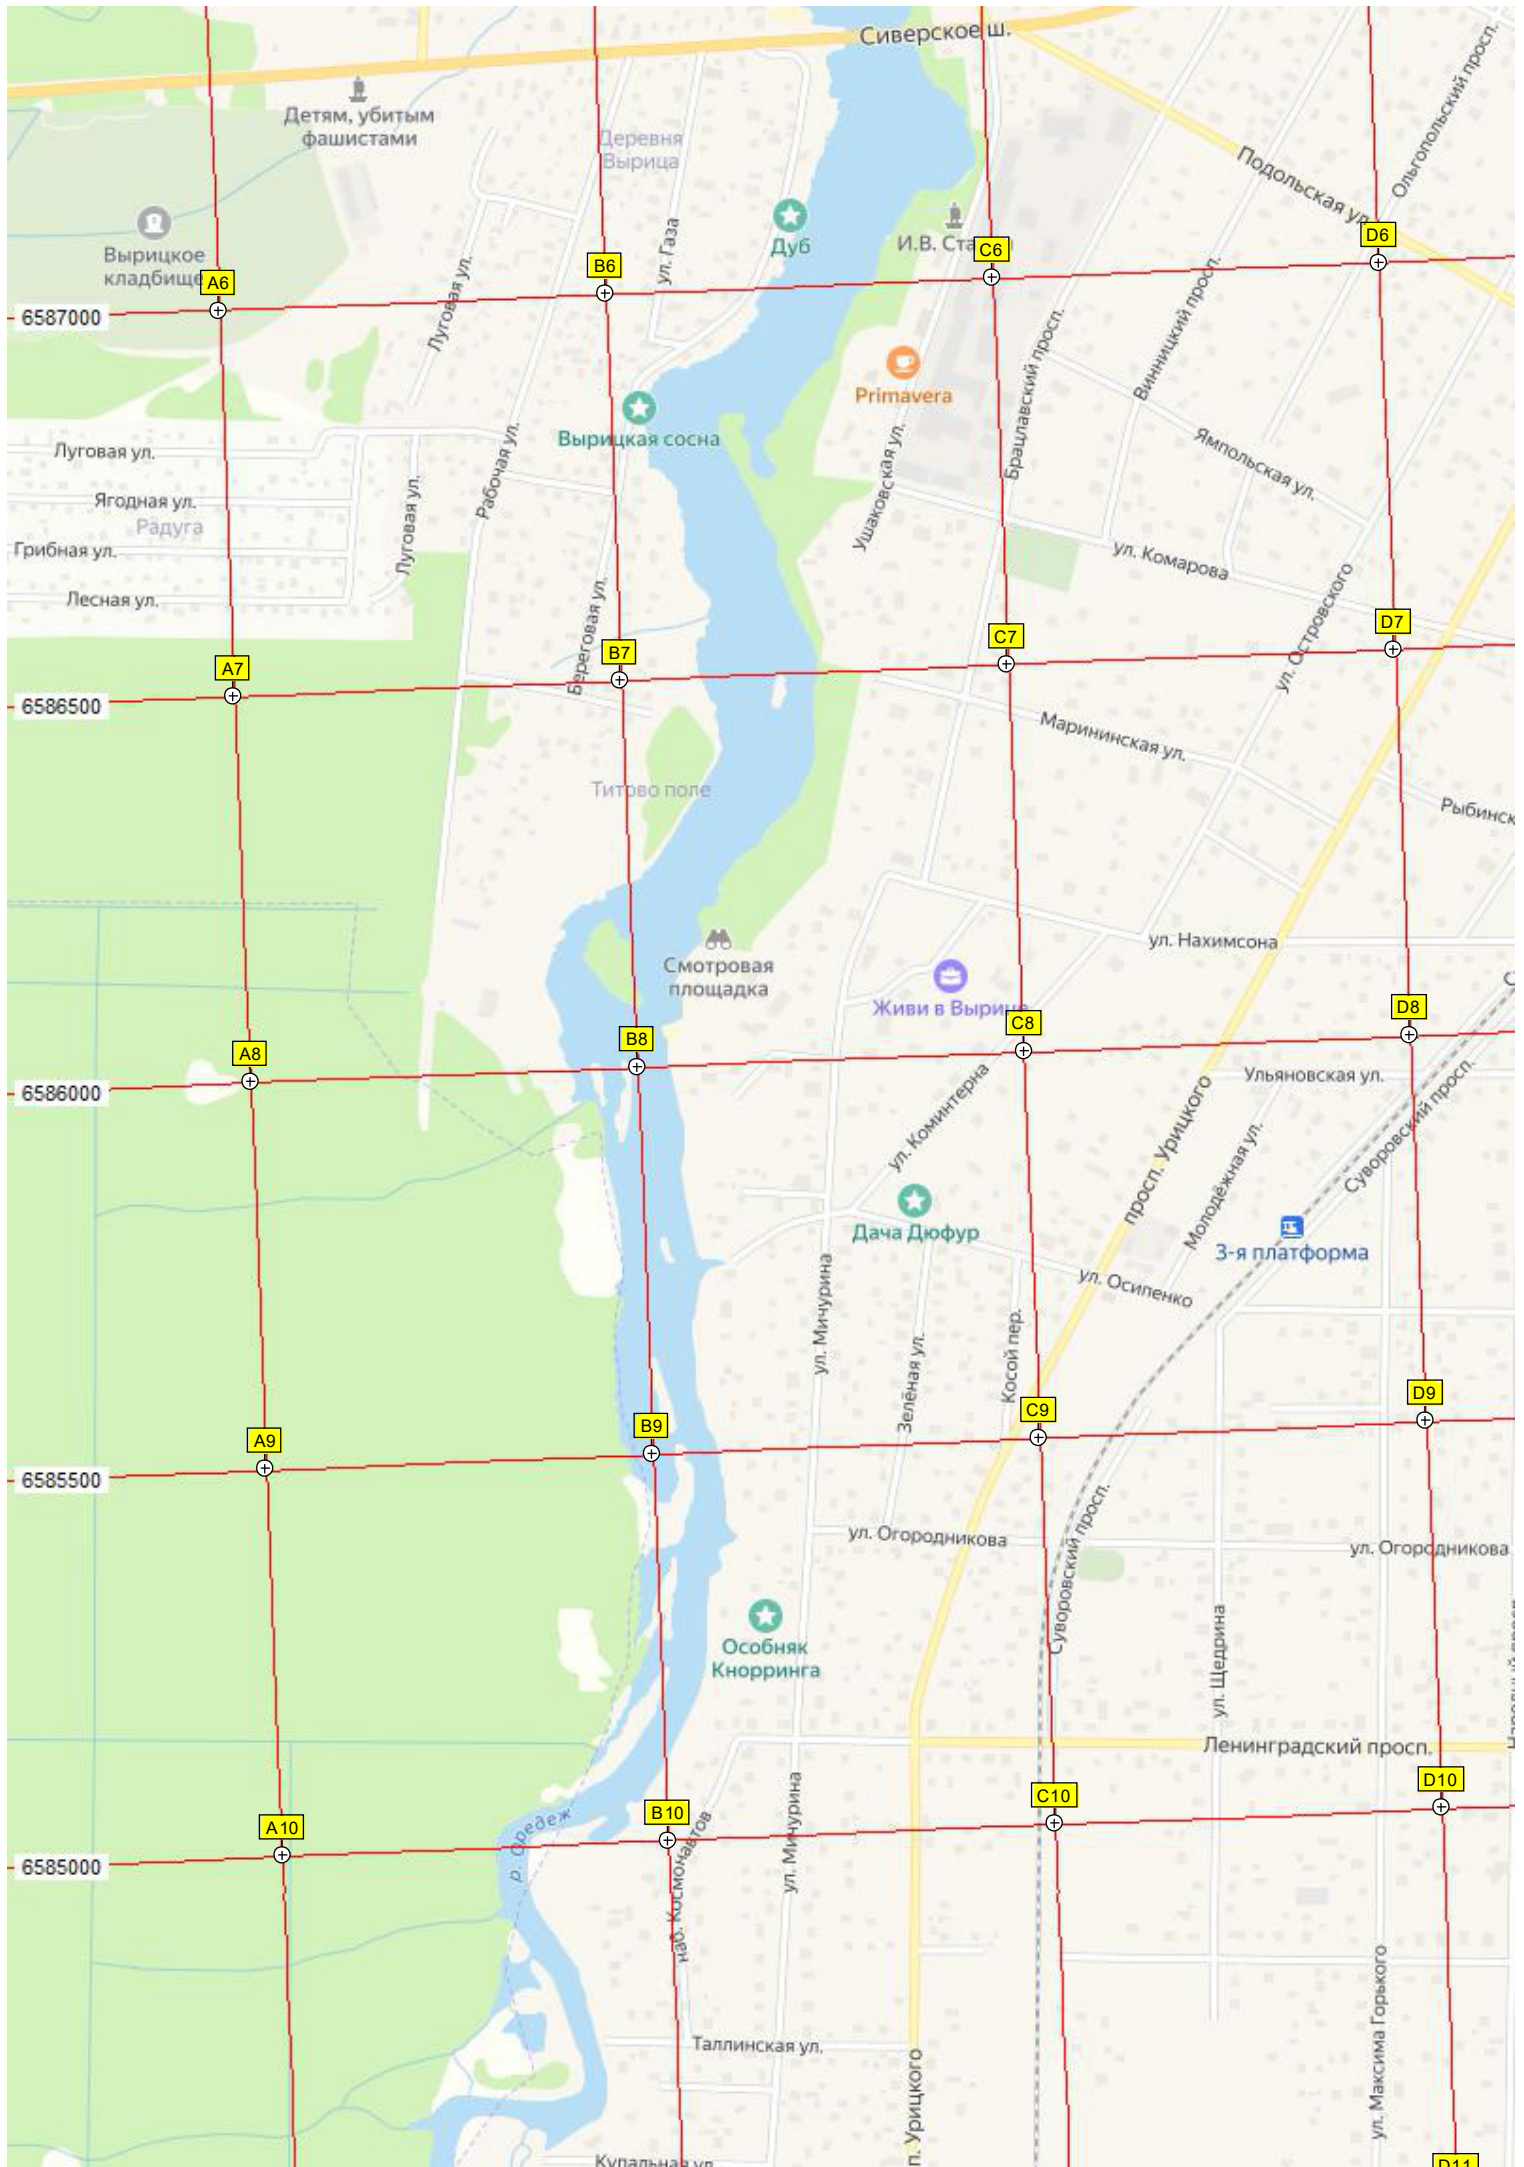 Сиверское ш.
Детям, убитым
фашистами
Деревня
Вырица
Ольгопольский просп.
Подольская ул.
Вырицкое
кладбище
ул. Газа
Дуб
И.В. Ста
A6
B6
C6
D6
6587000
Луговая ул.
Винницкий просп.
Брацлавский просп.
Primavera
Вырицкая сосна
Луговая ул.
Рабочая ул.
Ушаковская ул.
Ямпольская ул.
Ягодная ул.
Радуга
Луговая ул.
Грибная ул.
ул. Комарова
Лесная ул.
Береговая ул.
ул. Островского
A7
B7
C7
D7
6586500
Марининская ул.
Титово поле
Рыбинск
ул. Нахимсона
Смотровая
площадка
Живи в Вырице
С
A8
B8
C8
D8
6586000
Ульяновская ул.
ул. Коминтерна
просп. Урицкого
Молодёжная ул.
Суворовский просп.
Дача Дюфур
3-я платформа
ул. Осипенко
ул. Мичурина
Зелёная ул.
Косой пер.
A9
B9
C9
D9
6585500
ул. Огородникова
ул. Огородникова
Суворовский просп.
Особняк
Кнорринга
ул. Щедрина
Ленинградский просп.
A10
B10
C10
D10
6585000
р. Оредеж
наб. Космонавтов
ул. Мичурина
Таллинская ул.
п. Урицкого
ул. Максима Горького
Купальная ул.
D11